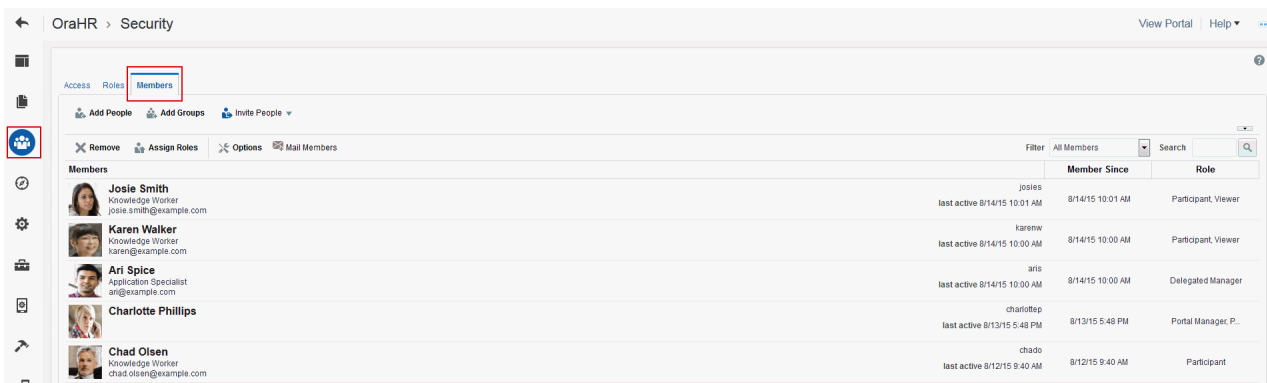 OraHR > Security
View Portal Help
Access Roles Members
Add People Add Groups Invite People
Remove Assign Roles Options Mail Members Filter All Members Search
Members Member Since Role
Josie Smith josies
Knowledge Worker 8/14/15 10:01 AM Participant, Viewer
josie.smith@example.com last active 8/14/15 10:01 AM
Karen Walker karenw
Knowledge Worker 8/14/15 10:00 AM Participant, Viewer
karen@example.com last active 8/14/15 10:00 AM
Ari Spice aris
Application Specialist 8/14/15 10:00 AM Delegated Manager
ari@example.com last active 8/14/15 10:00 AM
Charlotte Phillips charlottep
8/13/15 5:48 PM Portal Manager, P...
last active 8/13/15 5:48 PM
Chad Olsen chado
Knowledge Worker 8/12/15 9:40 AM Participant
chad.olsen@example.com last active 8/12/15 9:40 AM